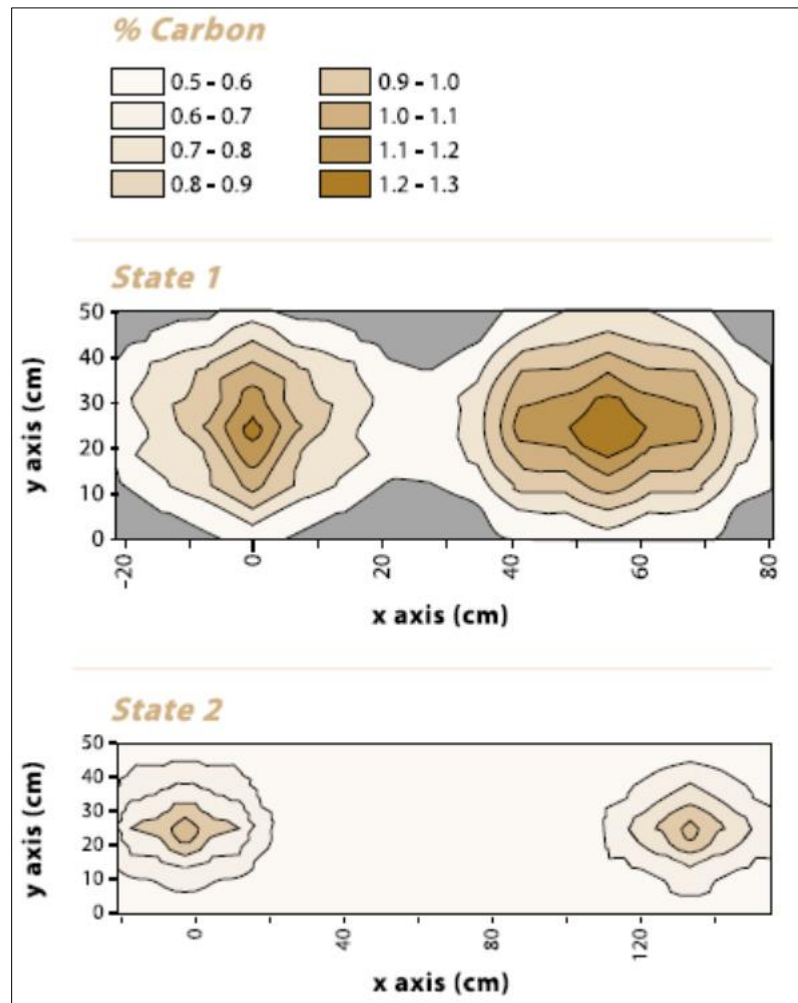 % Carbon
0.5 - 0.6
0.6 - 0.7
0.7 - 0.8
0.8 - 0.9
0.9 - 1.0
1.0 - 1.1
1.1 - 1.2
1.2 - 1.3
State 1
y axis (cm)
50
40
30
20
10
0
-20
0
20
40
60
80
x axis (cm)
State 2
y axis (cm)
50
40
30
20
10
0
0
40
80
120
x axis (cm)